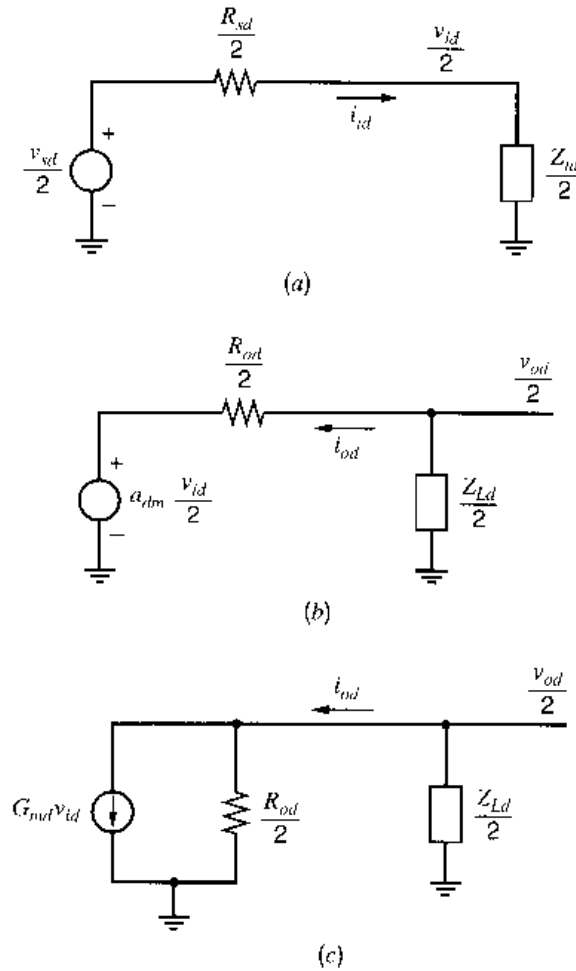 R_sd/2
v_id/2
i_id
+
v_sd/2
−
Z_id/2
(a)
R_od/2
v_od/2
i_od
+
a_dm v_id/2
−
Z_Ld/2
(b)
i_od
v_od/2
G_md v_id
R_od/2
Z_Ld/2
(c)